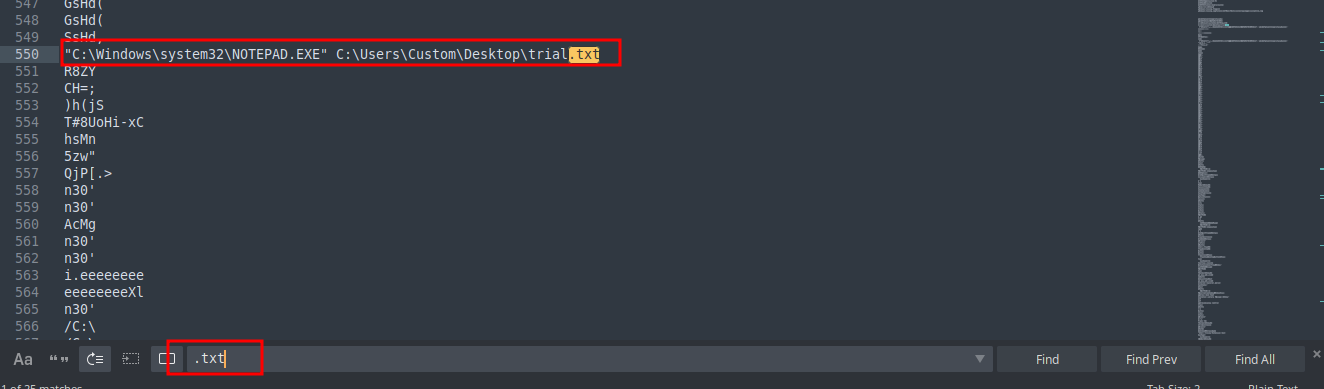 547 GsHd(
548 GsHd(
549 SsHd,
550 "C:\Windows\system32\NOTEPAD.EXE" C:\Users\Custom\Desktop\trial.txt
551 R8ZY
552 CH=;
553 )h(jS
554 T#8UoHi-xC
555 hsMn
556 5zw"
557 QjP[.>
558 n30'
559 n30'
560 AcMg
561 n30'
562 n30'
563 i.eeeeeeee
564 eeeeeeeeXl
565 n30'
566 /C:\
Aa .txt Find Find Prev Find All
1 of 25 matches Tab Size: 2 Plain Text